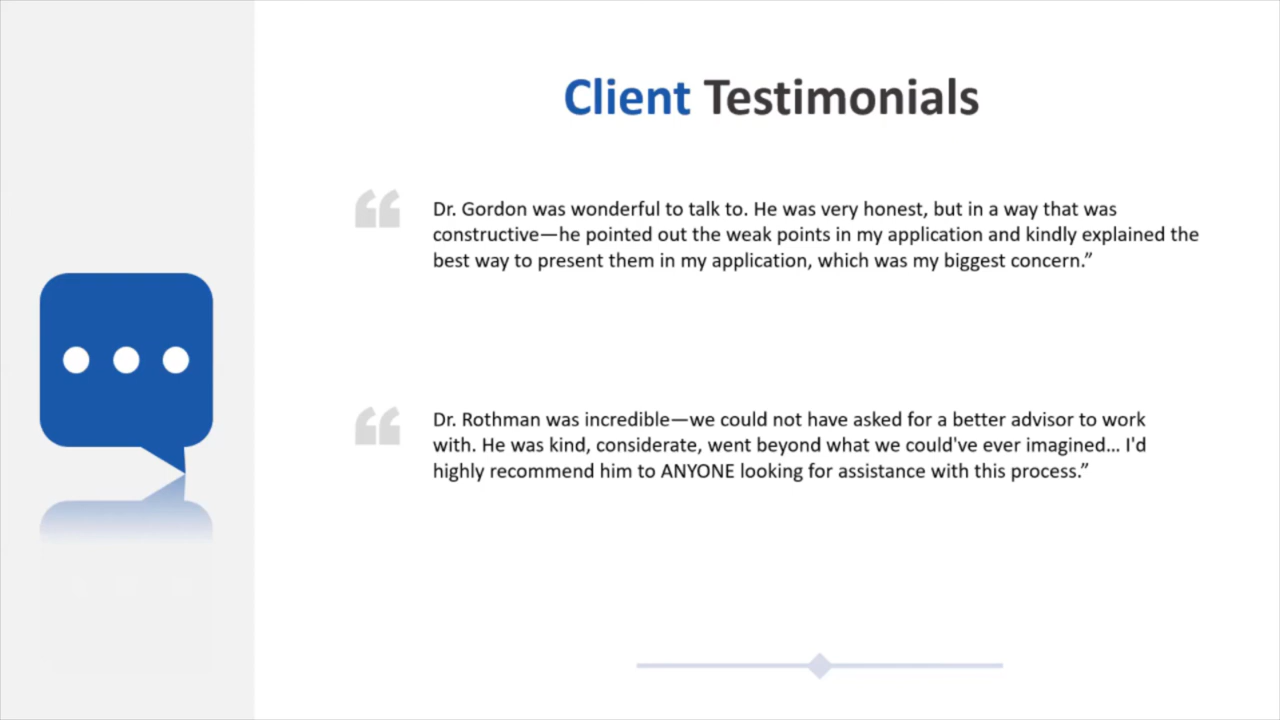 Client Testimonials
Dr. Gordon was wonderful to talk to. He was very honest, but in a way that was
constructive—he pointed out the weak points in my application and kindly explained the
best way to present them in my application, which was my biggest concern.”
Dr. Rothman was incredible—we could not have asked for a better advisor to work
with. He was kind, considerate, went beyond what we could've ever imagined... I'd
highly recommend him to ANYONE looking for assistance with this process.”